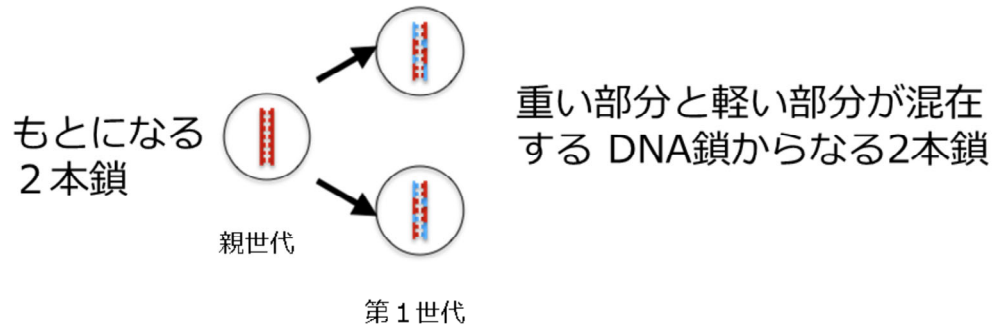 もとになる
２本鎖
親世代
第１世代
重い部分と軽い部分が混在
する DNA鎖からなる2本鎖